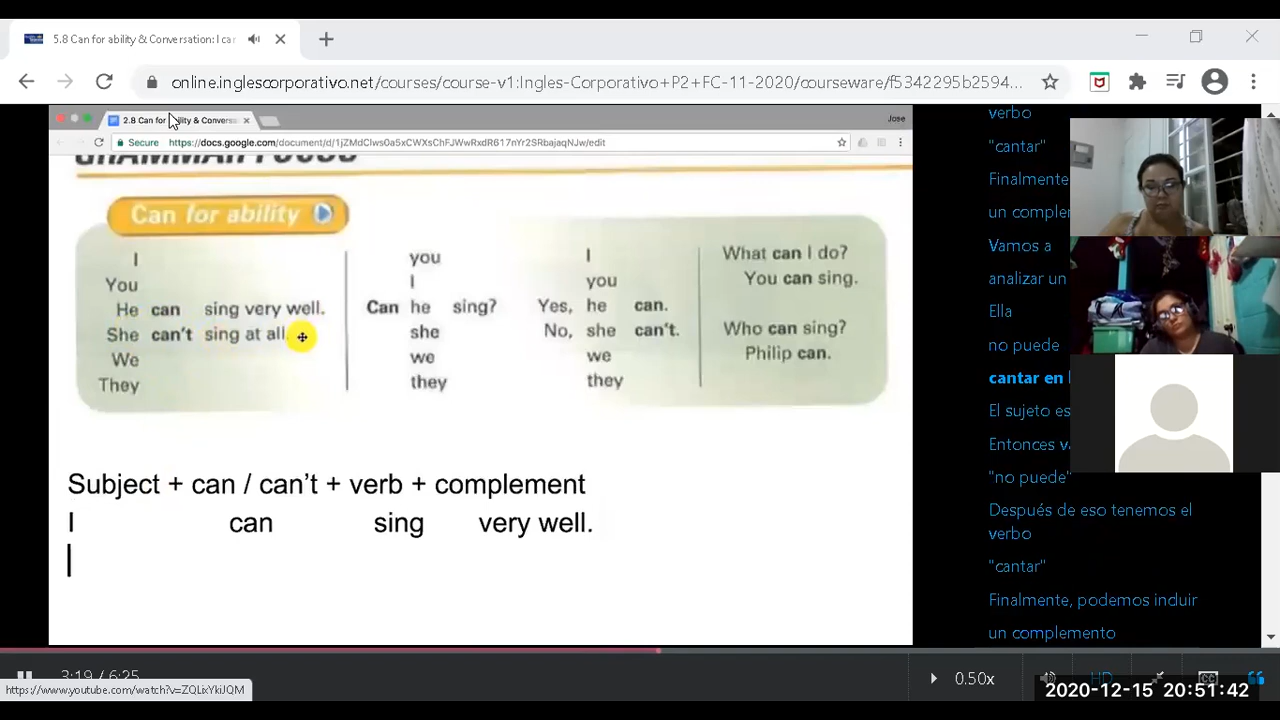 5.8 Can for ability & Conversation: I car
online.inglescorporativo.net/courses/course-v1:Ingles-Corporativo+P2+FC-11-2020/courseware/f5342295b2594...
2.8 Can for ability & Conversa
Jose
Secure https://docs.google.com/document/d/1jZMdClws0a5xCWXsChFJWwRxdR617nYr2SRbajaqNJw/edit
GRAMMAR FOCUS
Can for ability
I
You
He can sing very well.
She can't sing at all.
We
They
you
I
Can he sing?
she
we
they
I
you
Yes, he can.
No, she can't.
we
they
What can I do?
You can sing.
Who can sing?
Philip can.
Subject + can / can't + verb + complement
I can sing very well.
verbo
"cantar"
Finalmente
un complem
Vamos a
analizar un
Ella
no puede
cantar en
El sujeto es
Entonces va
"no puede"
Después de eso tenemos el
verbo
"cantar"
Finalmente, podemos incluir
un complemento
3:19 / 6:25
0.50x
HD
https://www.youtube.com/watch?v=ZQLixYkiJQM
2020-12-15 20:51:42